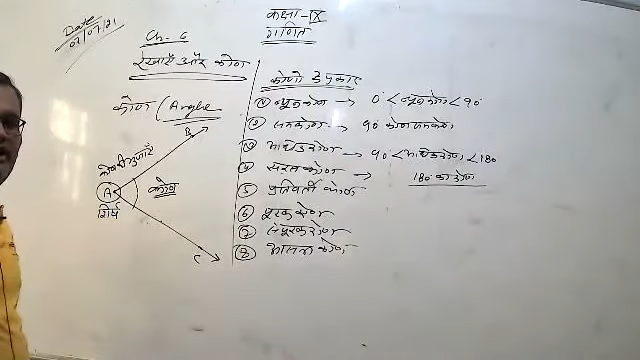 Date 02/07/21
कक्षा - IX
गणित
Ch - 6
रेखाएँ और कोण
कोण (Angle
B
कोण की भुजाएँ
A
कोण
शिर्ष
C
कोणो के प्रकार
(1) न्यूनकोण → 0° < न्यूनकोण < 90°
(2) समकोण → 90 कोण समकोण
(3) अधिककोण → 90 < अधिककोण < 180
(4) सरल कोण → 180° का कोण
(5) प्रतिवर्ती कोण
(6) पूरक कोण
(7) संपूरक कोण
(8) आसन्न कोण